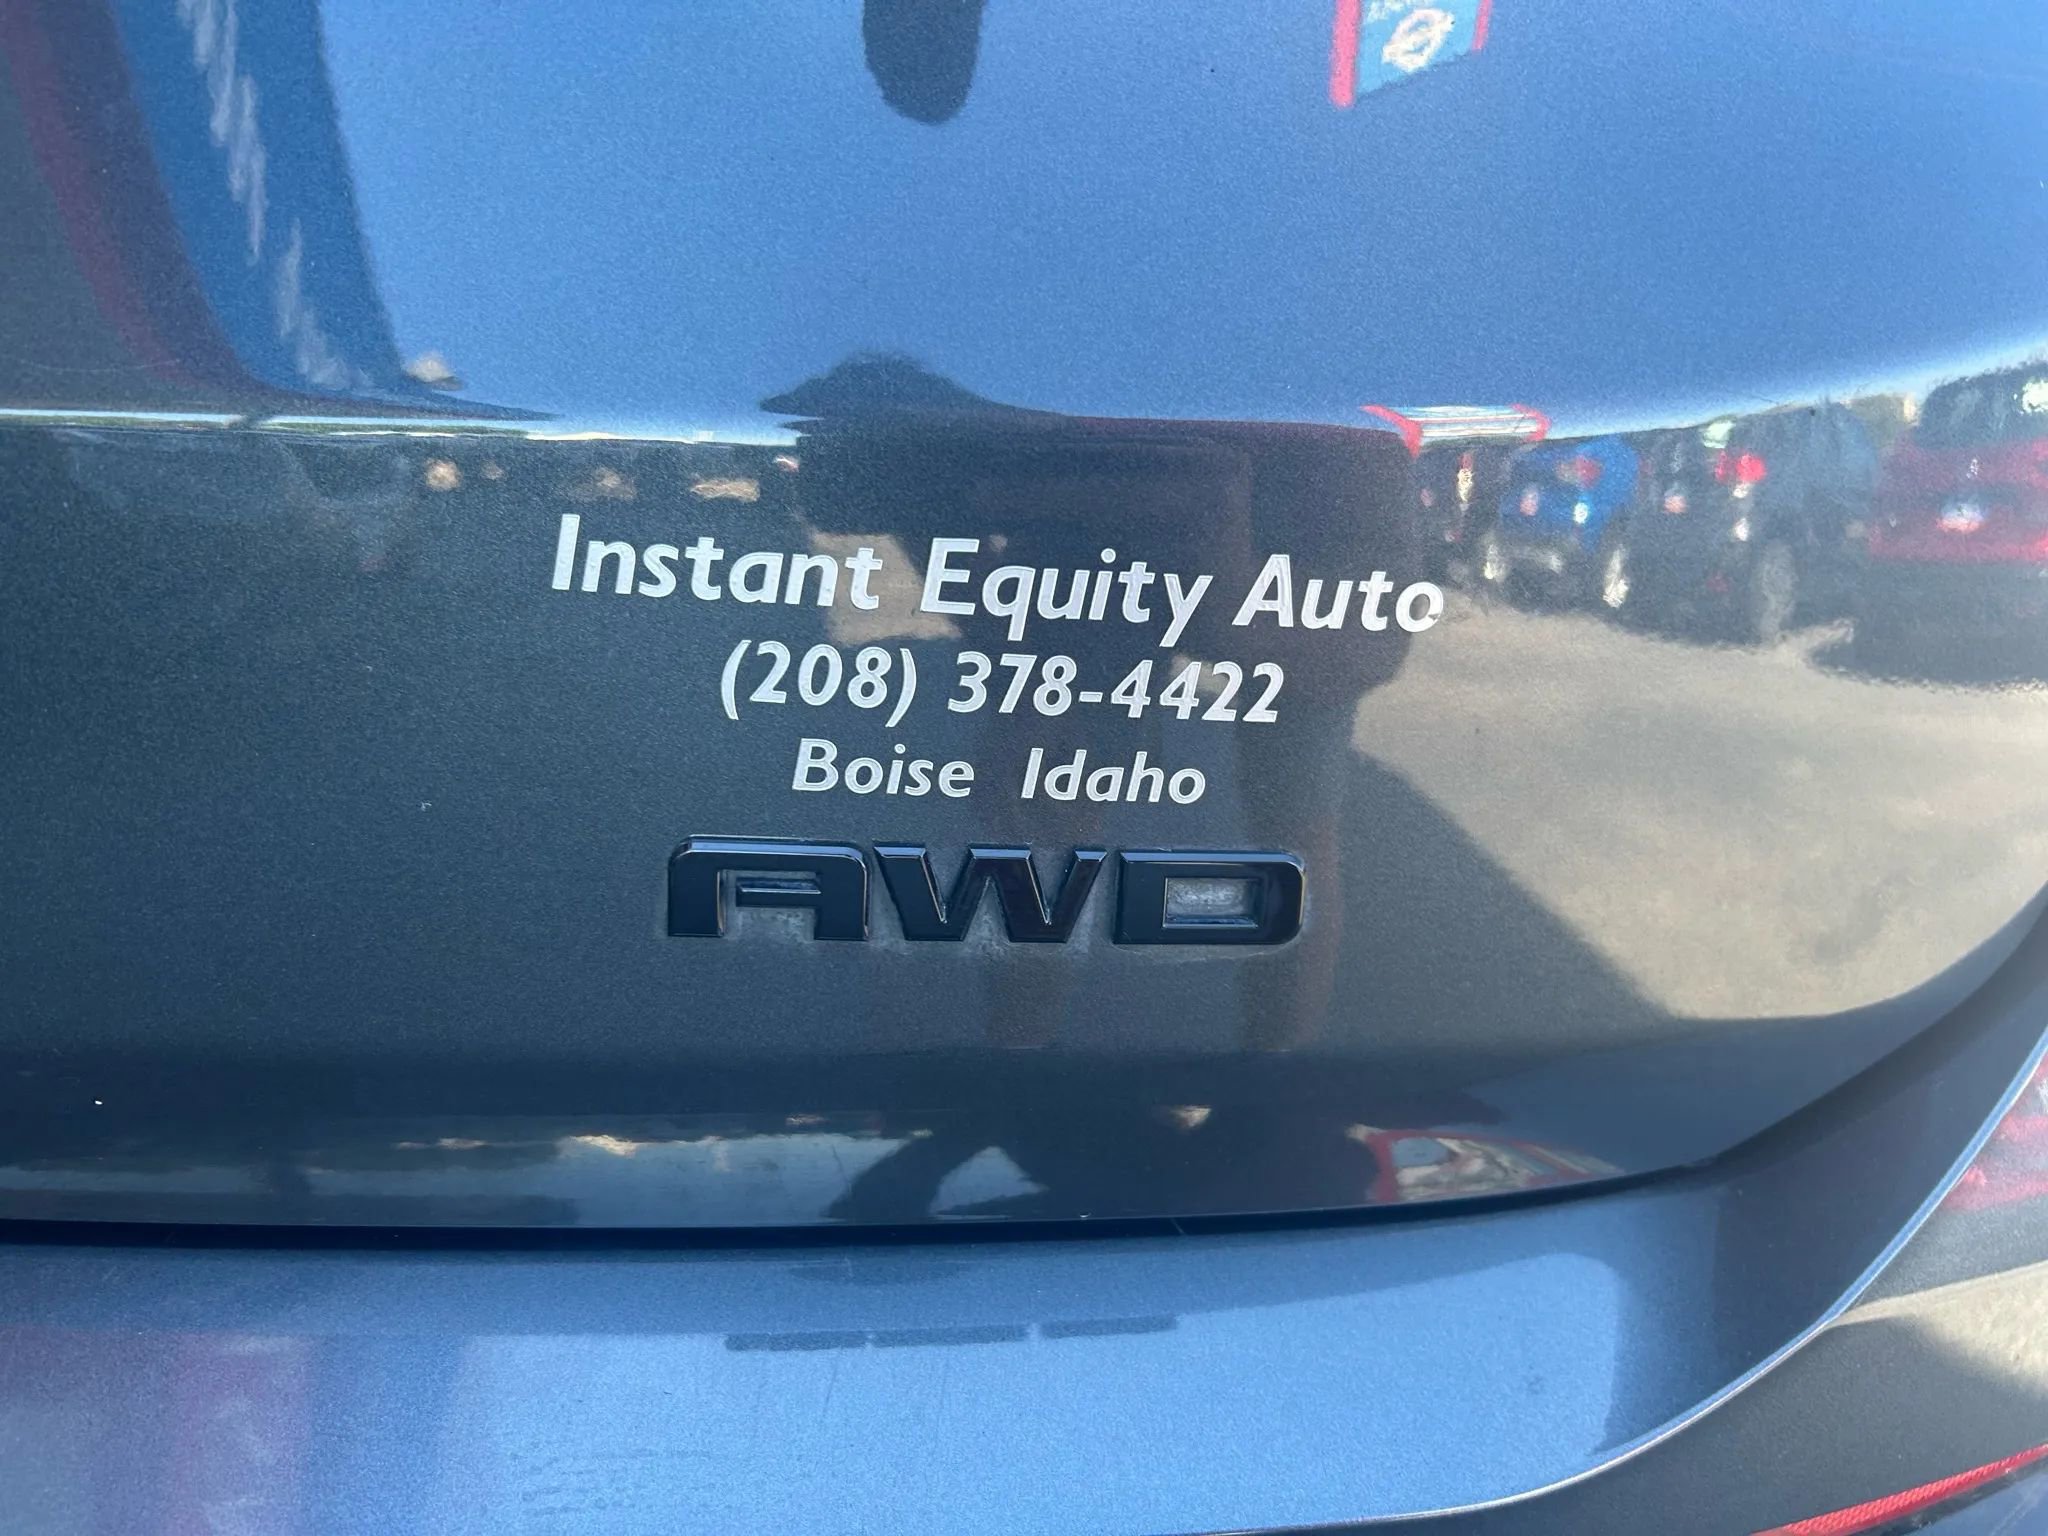 Instant Equity Auto
(208) 378-4422
Boise Idaho
AWD